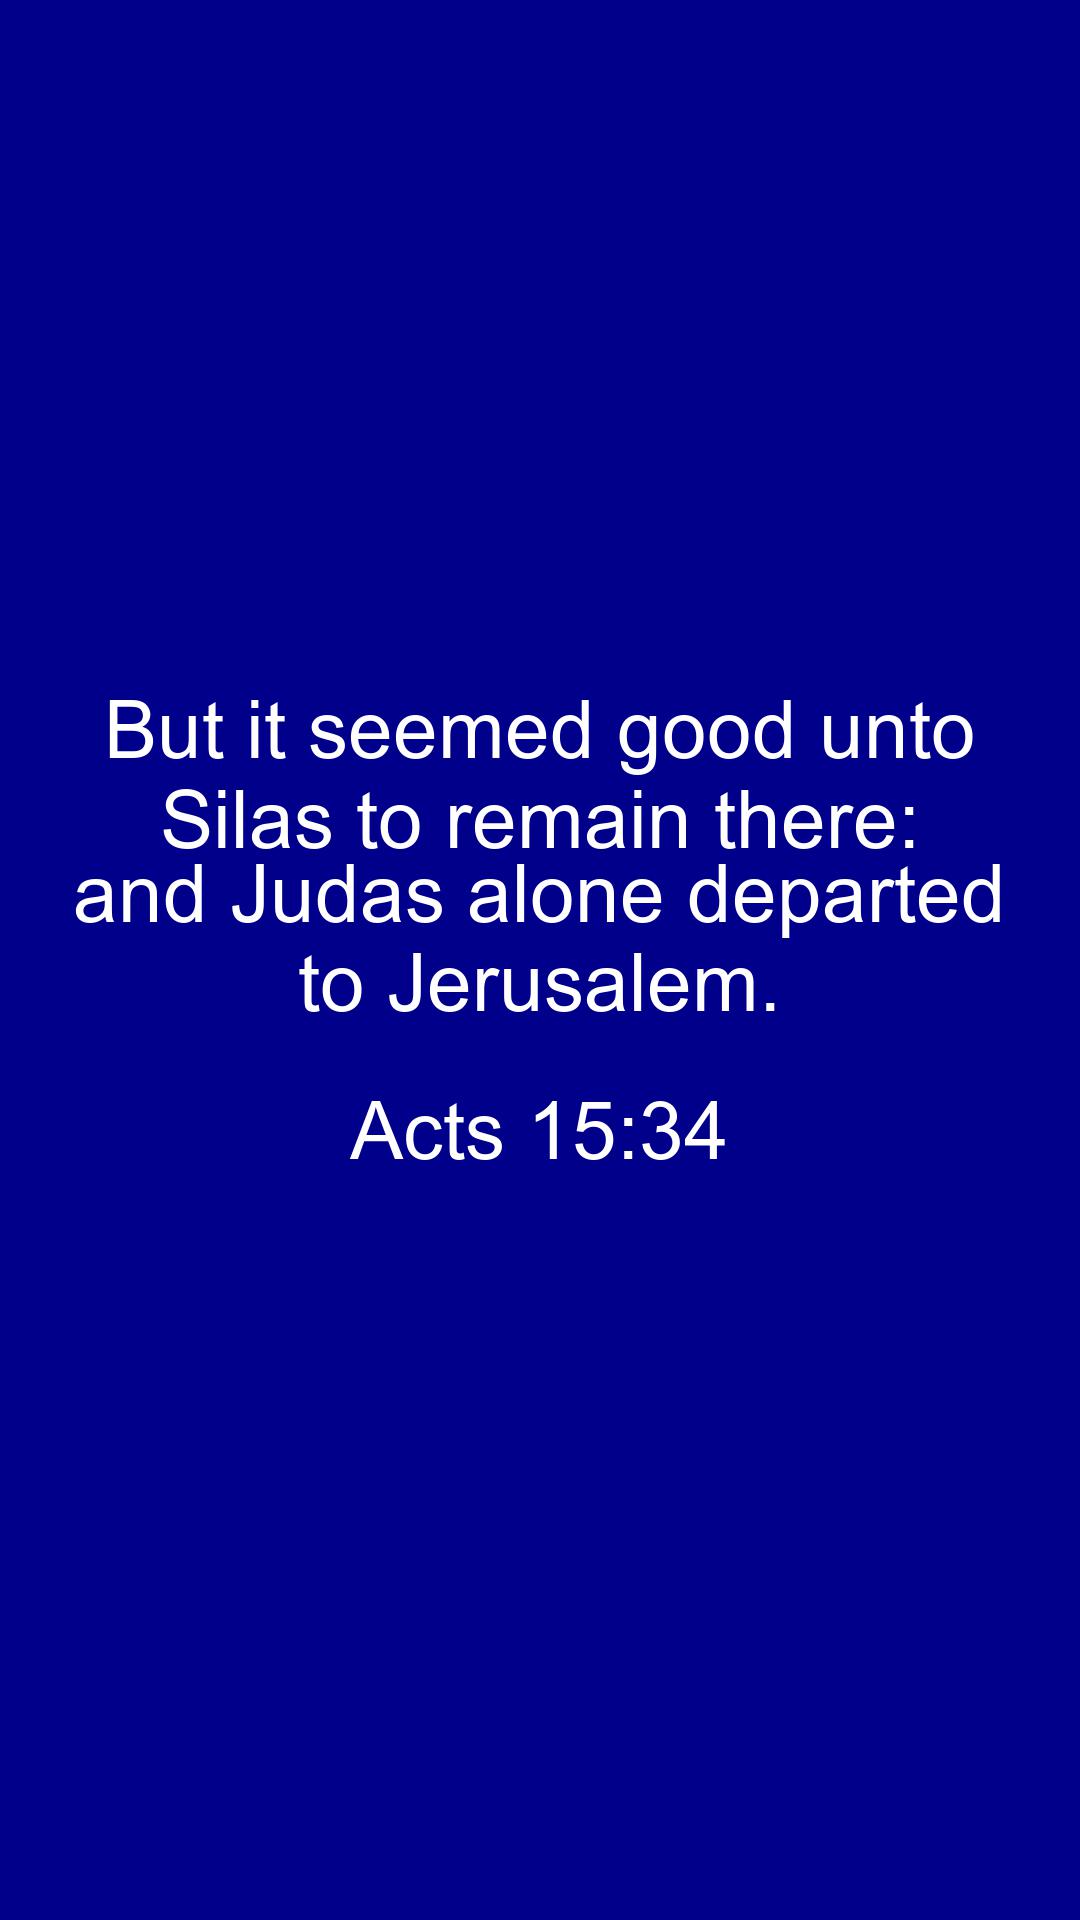 But it seemed good unto
Silas to remain there:
and Judas alone departed
to Jerusalem.
Acts 15:34